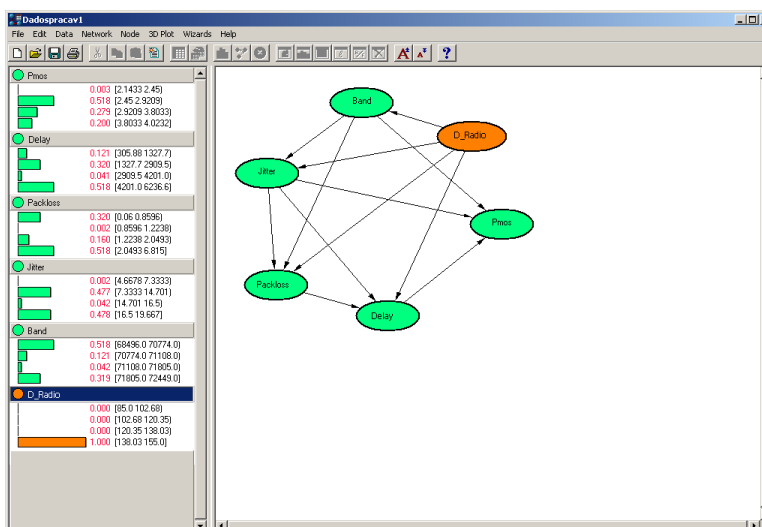 Dadospracav1
File Edit Data Network Node 3D Plot Wizards Help
Pmos
0.003 [2.1433 2.45]
0.518 (2.45 2.9209]
0.279 (2.9209 3.8033]
0.200 (3.8033 4.0232]
Delay
0.121 [305.88 1327.7)
0.320 [1327.7 2909.5)
0.041 [2909.5 4201.0)
0.518 [4201.0 6236.6]
Packloss
0.320 [0.06 0.8596)
0.002 [0.8596 1.2238)
0.160 [1.2238 2.0493)
0.518 [2.0493 6.815]
Jitter
0.002 [4.6678 7.3333)
0.477 [7.3333 14.701)
0.042 [14.701 16.5)
0.478 [16.5 19.667]
Band
0.518 [68496.0 70774.0)
0.121 [70774.0 71108.0)
0.042 [71108.0 71805.0)
0.319 [71805.0 72449.0]
D_Radio
0.000 [85.0 102.68)
0.000 [102.68 120.35)
0.000 [120.35 138.03)
1.000 [138.03 155.0]
Band
D_Radio
Jitter
Pmos
Packloss
Delay